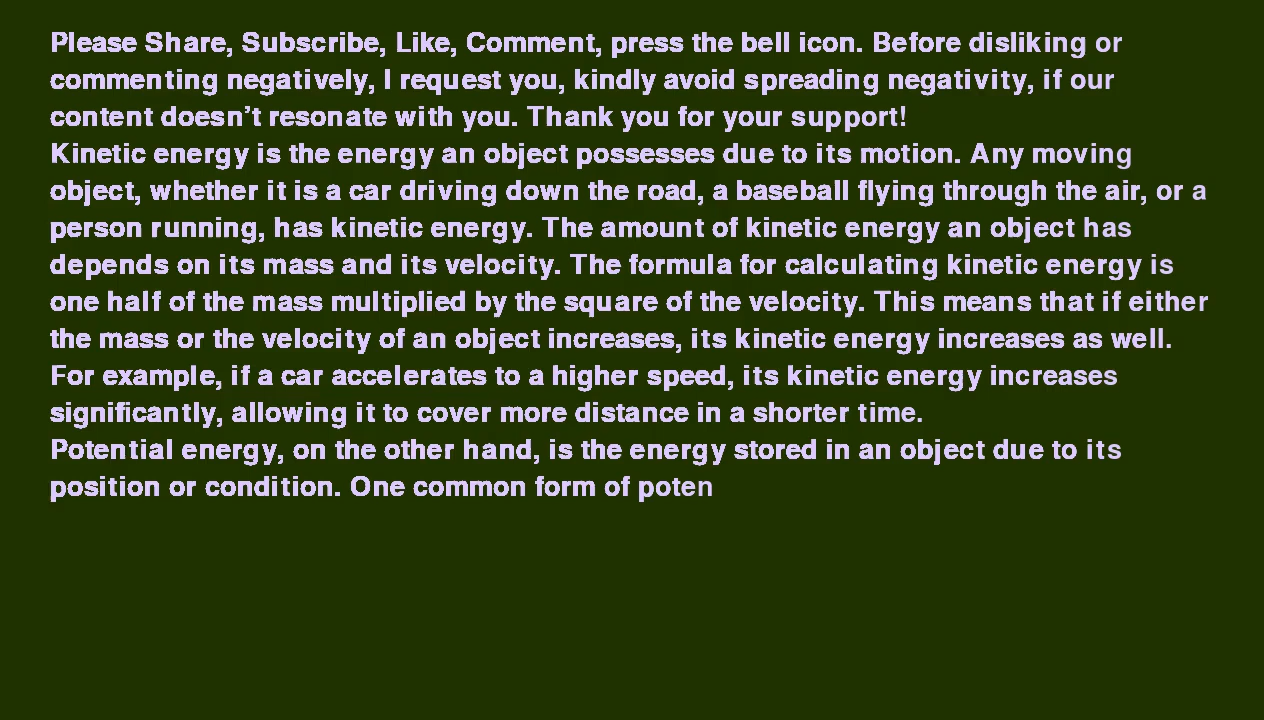 Please Share, Subscribe, Like, Comment, press the bell icon. Before disliking or
commenting negatively, I request you, kindly avoid spreading negativity, if our
content doesn’t resonate with you. Thank you for your support!
Kinetic energy is the energy an object possesses due to its motion. Any moving
object, whether it is a car driving down the road, a baseball flying through the air, or a
person running, has kinetic energy. The amount of kinetic energy an object has
depends on its mass and its velocity. The formula for calculating kinetic energy is
one half of the mass multiplied by the square of the velocity. This means that if either
the mass or the velocity of an object increases, its kinetic energy increases as well.
For example, if a car accelerates to a higher speed, its kinetic energy increases
significantly, allowing it to cover more distance in a shorter time.
Potential energy, on the other hand, is the energy stored in an object due to its
position or condition. One common form of poten